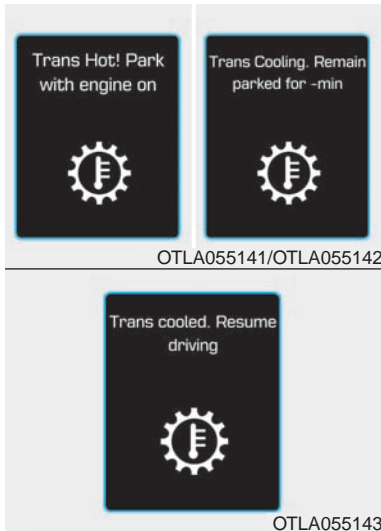 Trans Hot! Park
with engine on
Trans Cooling. Remain
parked for -min
OTLA055141/OTLA055142
Trans cooled. Resume
driving
OTLA055143